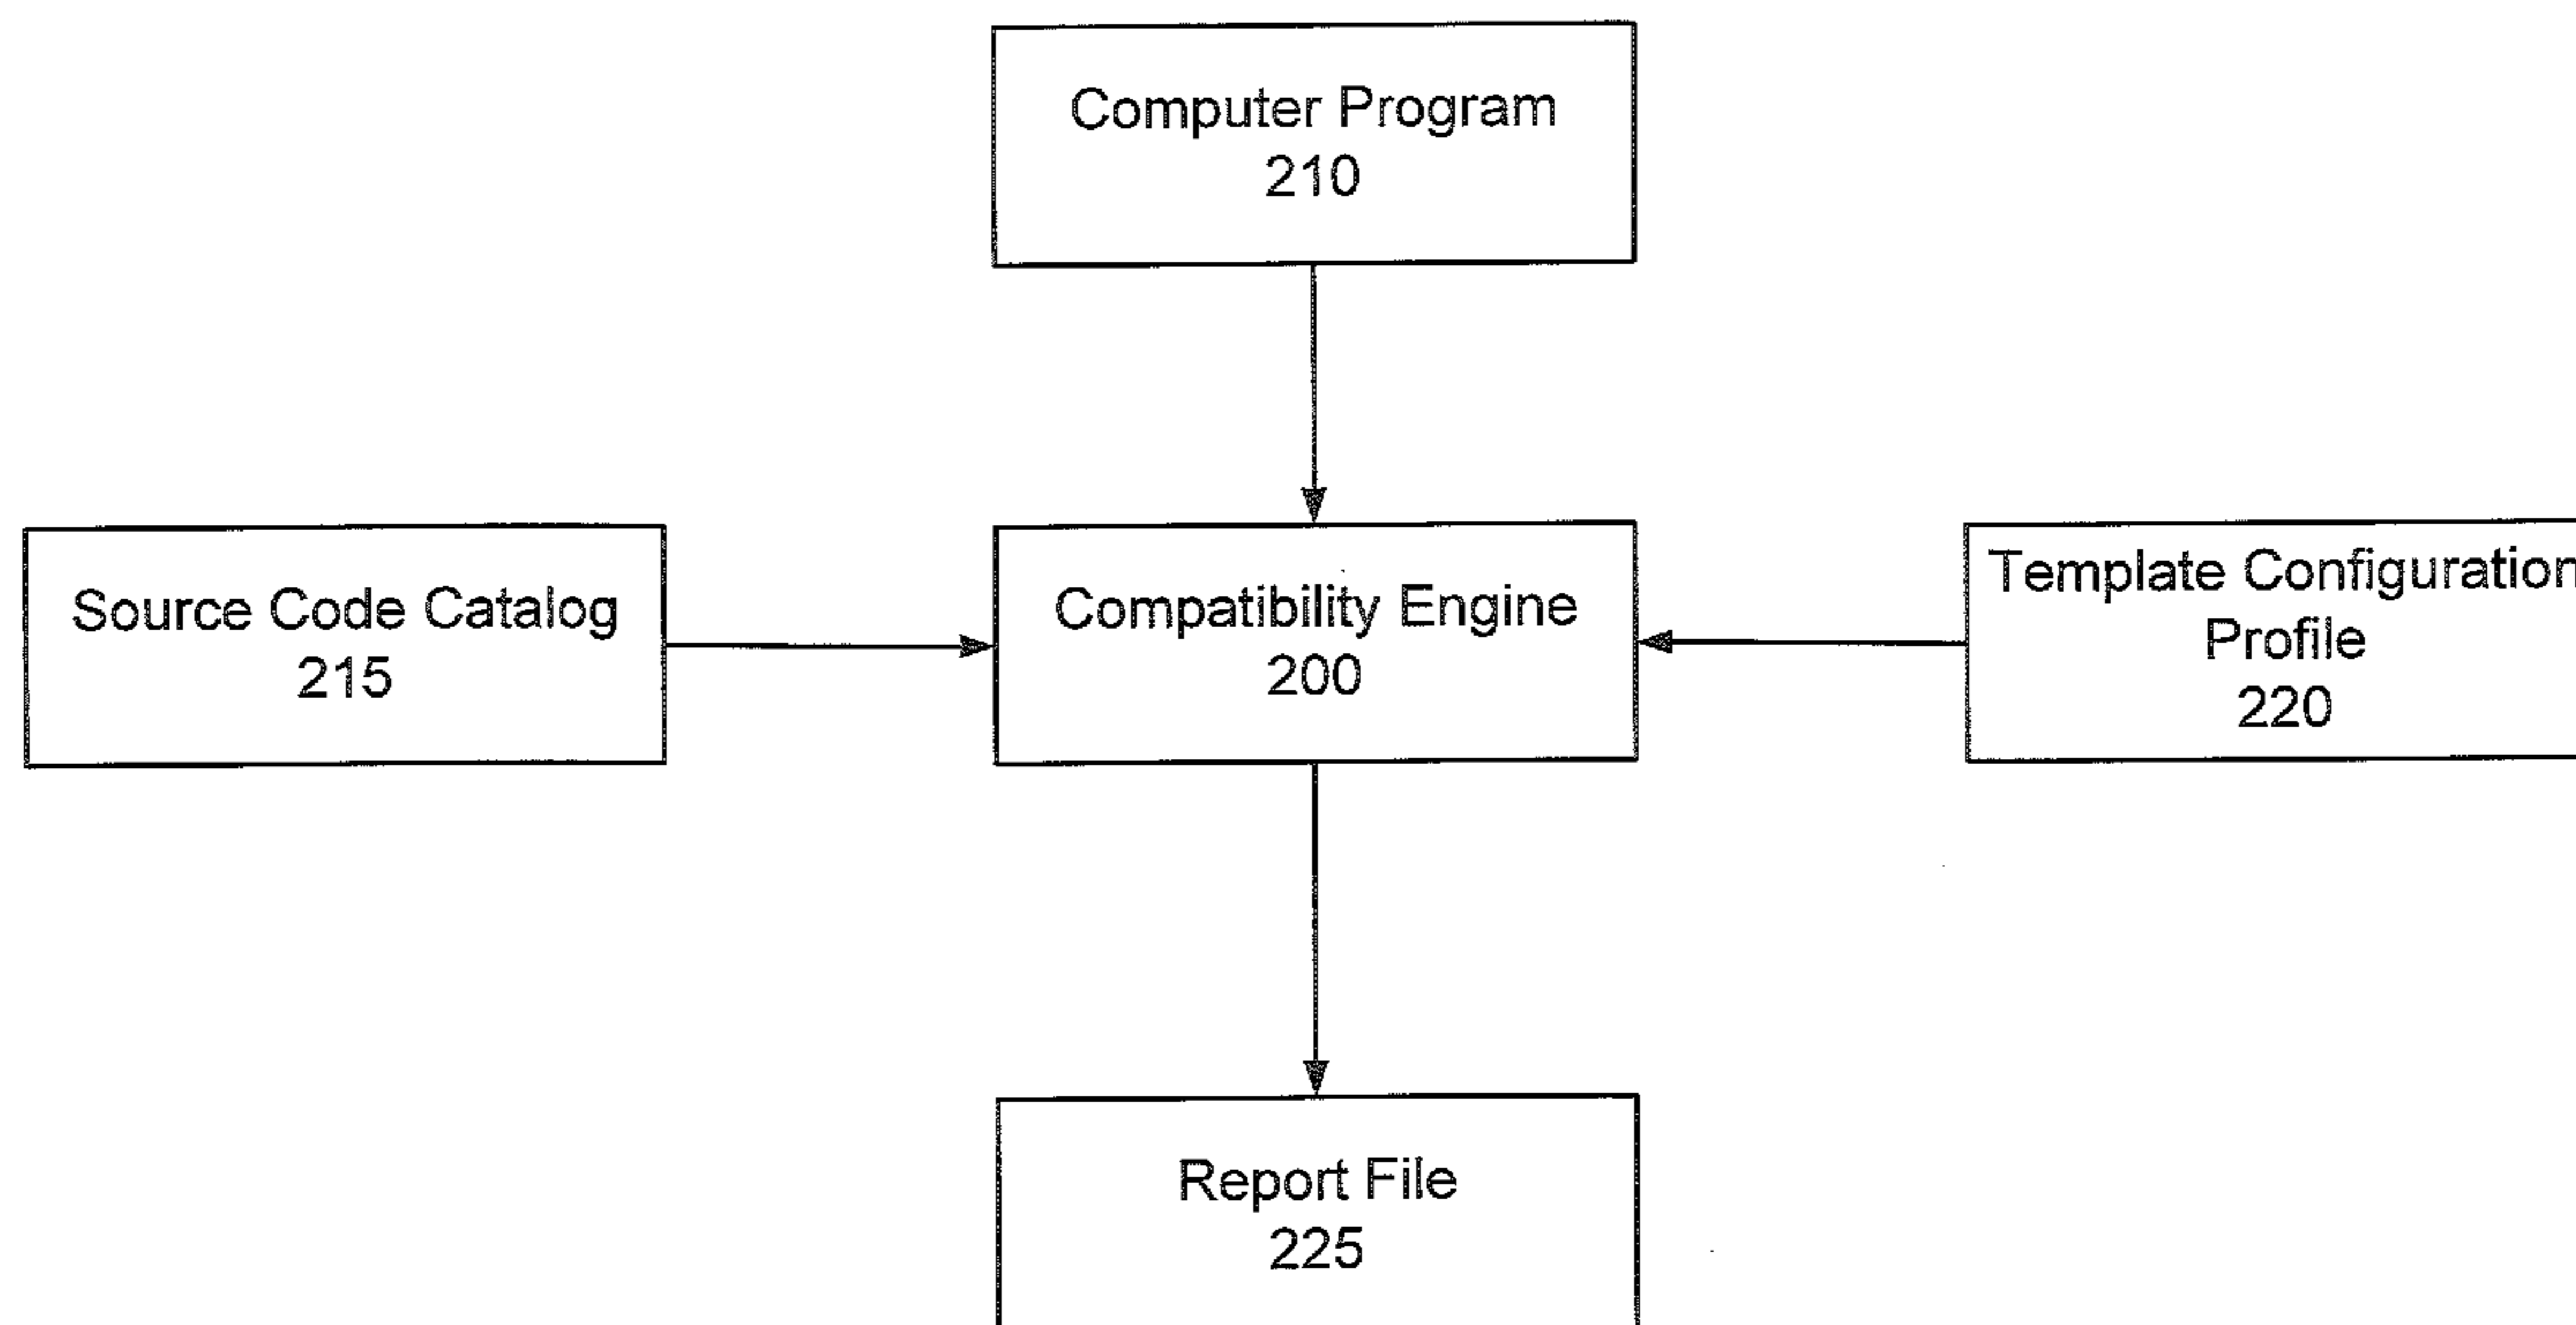 Computer Program
210
Source Code Catalog
215
Compatibility Engine
200
Template Configuration
Profile
220
Report File
225